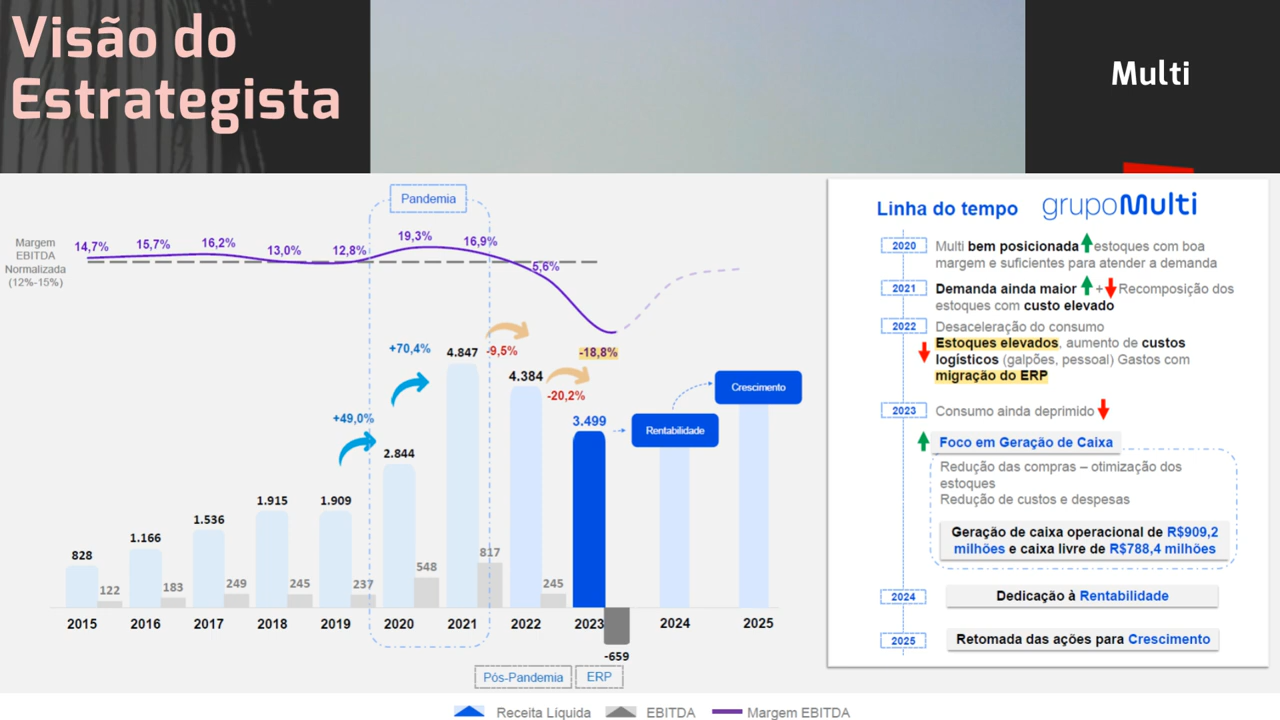 Visão do
Estrategista
Multi
Pandemia
Margem
EBITDA
Normalizada
(12%-15%)
14,7%
15,7%
16,2%
13,0%
12,8%
19,3%
16,9%
5,6%
-18,8%
+49,0%
+70,4%
-9,5%
-20,2%
828
1.166
1.536
1.915
1.909
2.844
4.847
4.384
3.499
Rentabilidade
Crescimento
122
183
249
245
237
548
817
245
-659
2015
2016
2017
2018
2019
2020
2021
2022
2023
2024
2025
Pós-Pandemia
ERP
Receita Líquida
EBITDA
Margem EBITDA
Linha do tempo
grupoMulti
2020
Multi bem posicionada estoques com boa
margem e suficientes para atender a demanda
2021
Demanda ainda maior + Recomposição dos
estoques com custo elevado
2022
Desaceleração do consumo
Estoques elevados, aumento de custos
logísticos (galpões, pessoal) Gastos com
migração do ERP
2023
Consumo ainda deprimido
Foco em Geração de Caixa
Redução das compras – otimização dos
estoques
Redução de custos e despesas
Geração de caixa operacional de R$909,2
milhões e caixa livre de R$788,4 milhões
2024
Dedicação à Rentabilidade
2025
Retomada das ações para Crescimento